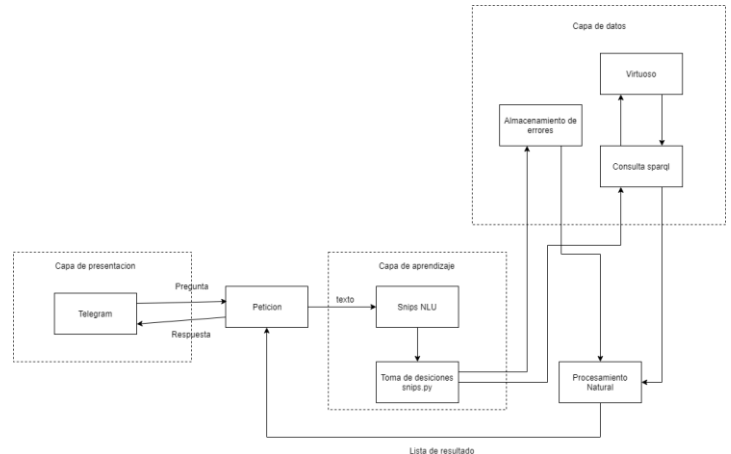 Capa de datos
Virtuoso
Almacenamiento de
errores
Consulta sparql
Capa de presentacion
Capa de aprendizaje
Pregunta
Telegram
Peticion
texto
Snips NLU
Respuesta
Toma de desiciones
snips.py
Procesamiento
Natural
Lista de resultado